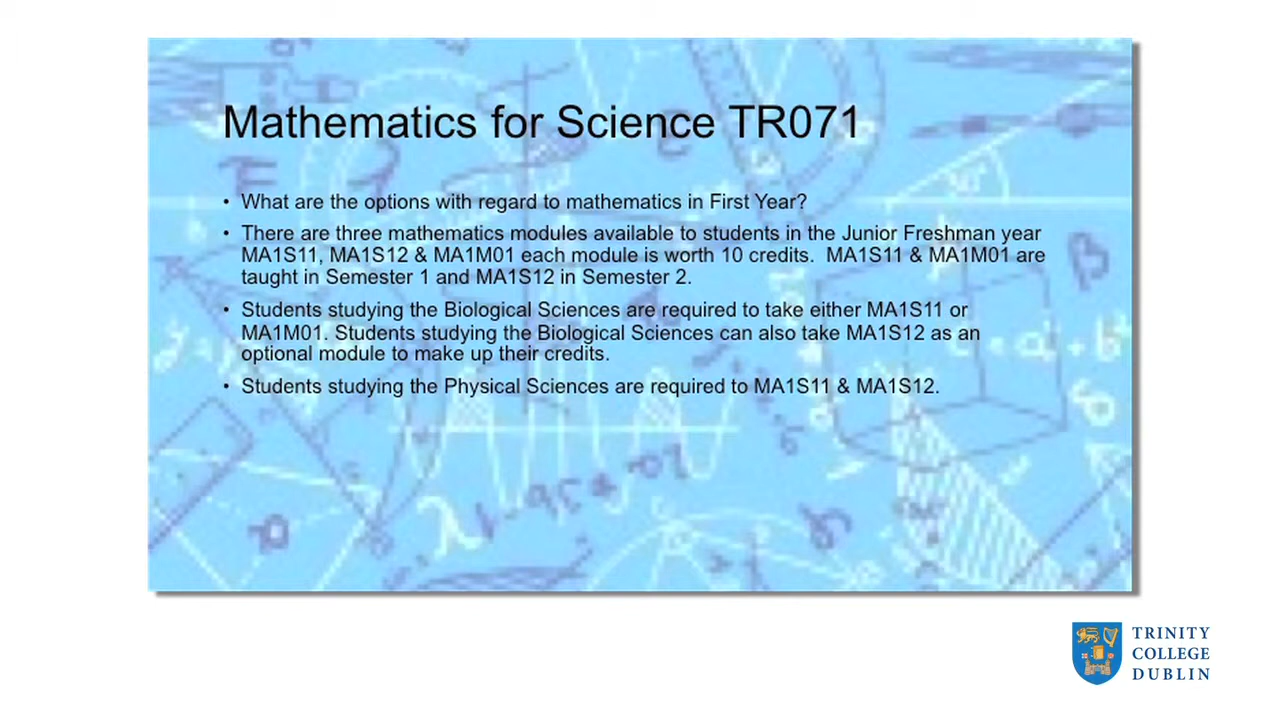 Mathematics for Science TR071
• What are the options with regard to mathematics in First Year?
• There are three mathematics modules available to students in the Junior Freshman year
MA1S11, MA1S12 & MA1M01 each module is worth 10 credits.  MA1S11 & MA1M01 are
taught in Semester 1 and MA1S12 in Semester 2.
• Students studying the Biological Sciences are required to take either MA1S11 or
MA1M01. Students studying the Biological Sciences can also take MA1S12 as an
optional module to make up their credits.
• Students studying the Physical Sciences are required to MA1S11 & MA1S12.
TRINITY
COLLEGE
DUBLIN